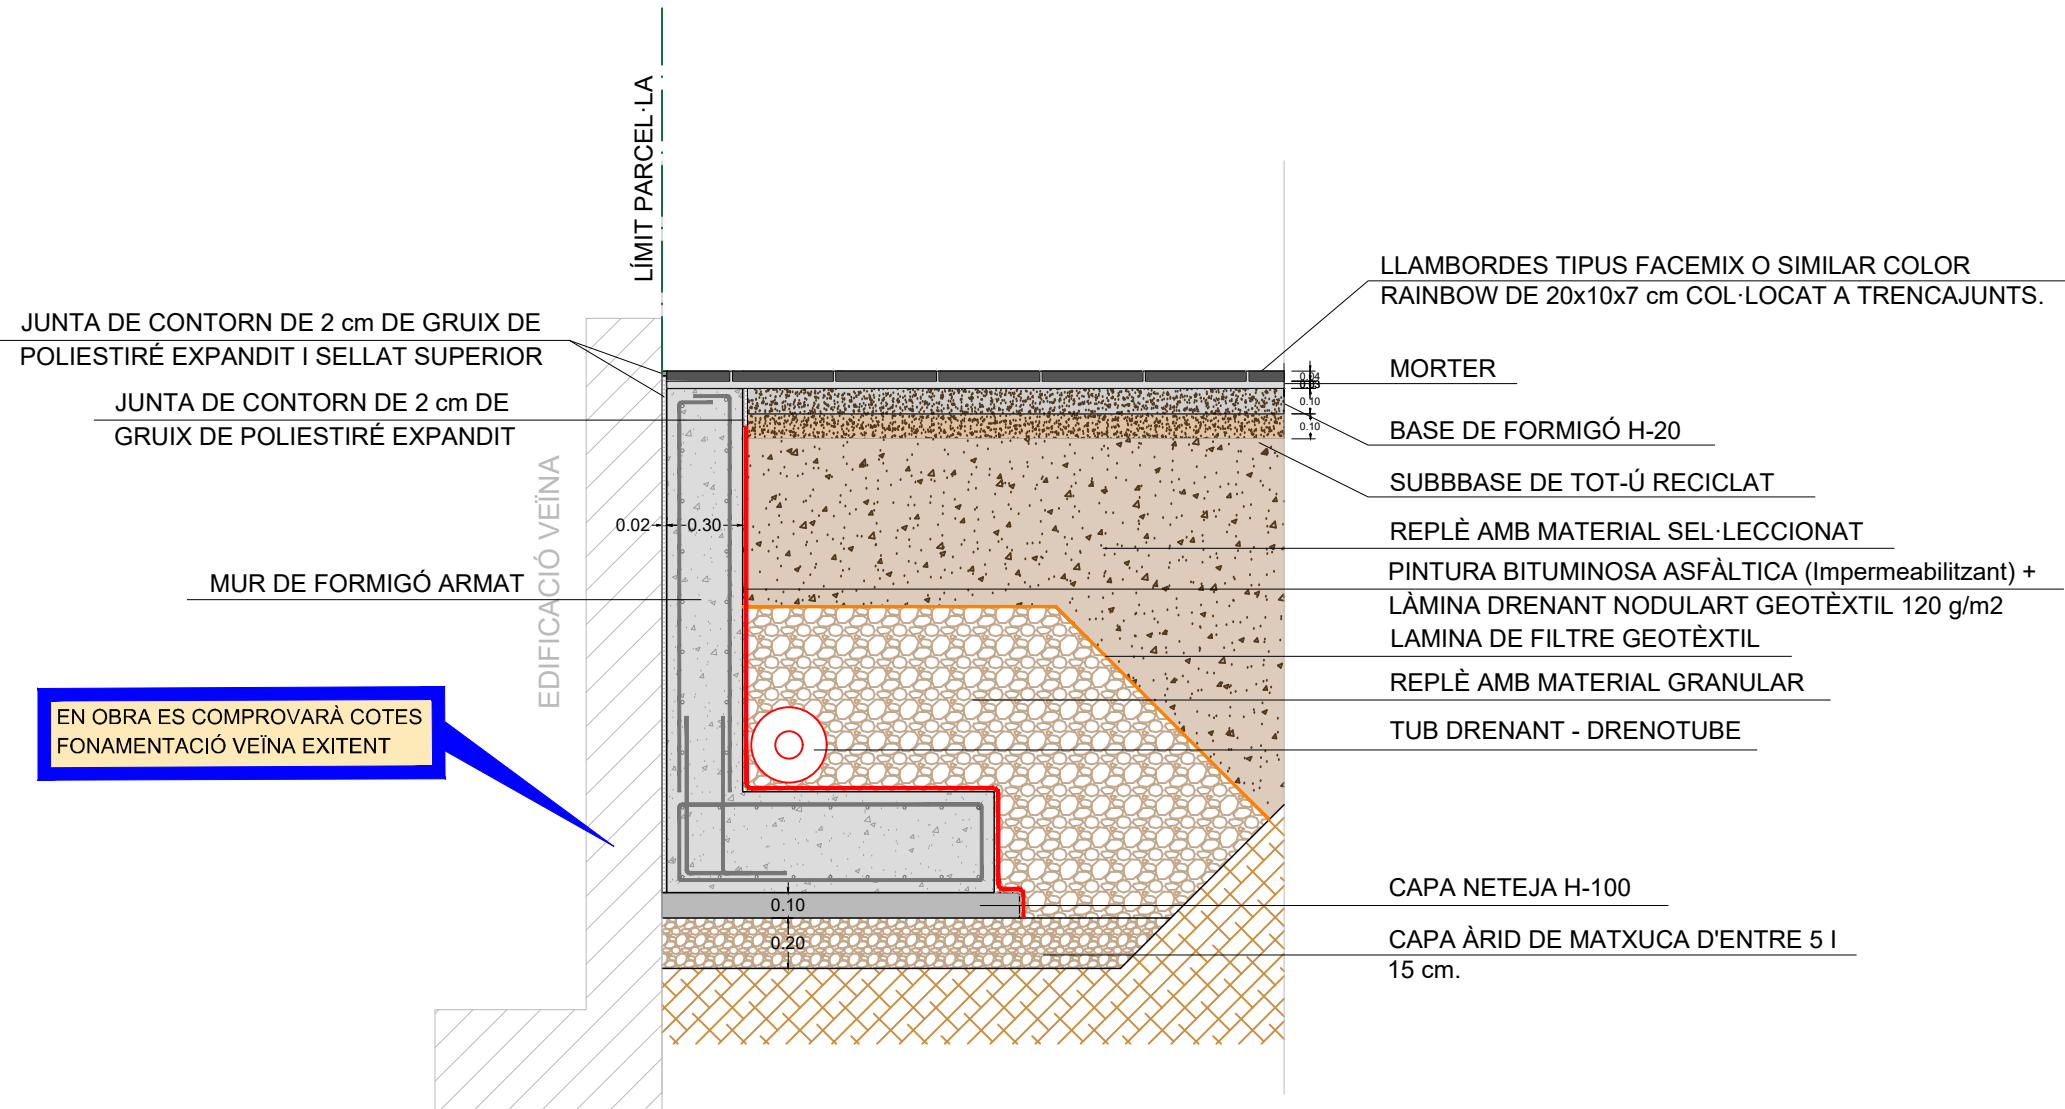 LÍMIT PARCEL·LA
JUNTA DE CONTORN DE 2 cm DE GRUIX DE
POLIESTIRÉ EXPANDIT I SELLAT SUPERIOR
JUNTA DE CONTORN DE 2 cm DE
GRUIX DE POLIESTIRÉ EXPANDIT
EDIFICACIÓ VEÏNA
MUR DE FORMIGÓ ARMAT
EN OBRA ES COMPROVARÀ COTES
FONAMENTACIÓ VEÏNA EXITENT
0.02
0.30
0.10
0.20
0.04
0.10
0.10
LLAMBORDES TIPUS FACEMIX O SIMILAR COLOR
RAINBOW DE 20x10x7 cm COL·LOCAT A TRENCAJUNTS.
MORTER
BASE DE FORMIGÓ H-20
SUBBBASE DE TOT-Ú RECICLAT
REPLÈ AMB MATERIAL SEL·LECCIONAT
PINTURA BITUMINOSA ASFÀLTICA (Impermeabilitzant) +
LÀMINA DRENANT NODULART GEOTÈXTIL 120 g/m2
LAMINA DE FILTRE GEOTÈXTIL
REPLÈ AMB MATERIAL GRANULAR
TUB DRENANT - DRENOTUBE
CAPA NETEJA H-100
CAPA ÀRID DE MATXUCA D'ENTRE 5 I
15 cm.